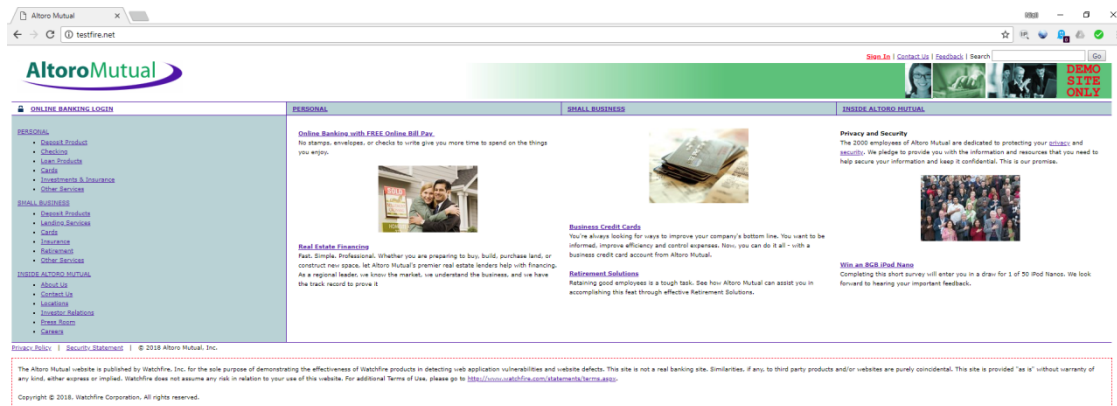 Altoro Mutual
testfire.net
Sign In | Contact Us | Feedback | Search Go
AltoroMutual
DEMO
SITE
ONLY
ONLINE BANKING LOGIN
PERSONAL
SMALL BUSINESS
INSIDE ALTORO MUTUAL
PERSONAL
Deposit Product
Checking
Loan Products
Cards
Investments & Insurance
Other Services
SMALL BUSINESS
Deposit Products
Lending Services
Cards
Insurance
Retirement
Other Services
INSIDE ALTORO MUTUAL
About Us
Contact Us
Locations
Investor Relations
Press Room
Careers
Online Banking with FREE Online Bill Pay
No stamps, envelopes, or checks to write give you more time to spend on the things
you enjoy.
SOLD
Real Estate Financing
Fast. Simple. Professional. Whether you are preparing to buy, build, purchase land, or
construct new space, let Altoro Mutual's premier real estate lenders help with financing.
As a regional leader, we know the market, we understand the business, and we have
the track record to prove it
Business Credit Cards
You're always looking for ways to improve your company's bottom line. You want to be
informed, improve efficiency and control expenses. Now, you can do it all - with a
business credit card account from Altoro Mutual.
Retirement Solutions
Retaining good employees is a tough task. See how Altoro Mutual can assist you in
accomplishing this feat through effective Retirement Solutions.
Privacy and Security
The 2000 employees of Altoro Mutual are dedicated to protecting your privacy and
security. We pledge to provide you with the information and resources that you need to
help secure your information and keep it confidential. This is our promise.
Win an 8GB iPod Nano
Completing this short survey will enter you in a draw for 1 of 50 iPod Nanos. We look
forward to hearing your important feedback.
Privacy Policy | Security Statement | © 2018 Altoro Mutual, Inc.
The Altoro Mutual website is published by Watchfire, Inc. for the sole purpose of demonstrating the effectiveness of Watchfire products in detecting web application vulnerabilities and website defects. This site is not a real banking site. Similarities, if any, to third party products and/or websites are purely coincidental. This site is provided "as is" without warranty of
any kind, either express or implied. Watchfire does not assume any risk in relation to your use of this website. For additional Terms of Use, please go to http://www.watchfire.com/statements/terms.aspx.
Copyright © 2018, Watchfire Corporation, All rights reserved.